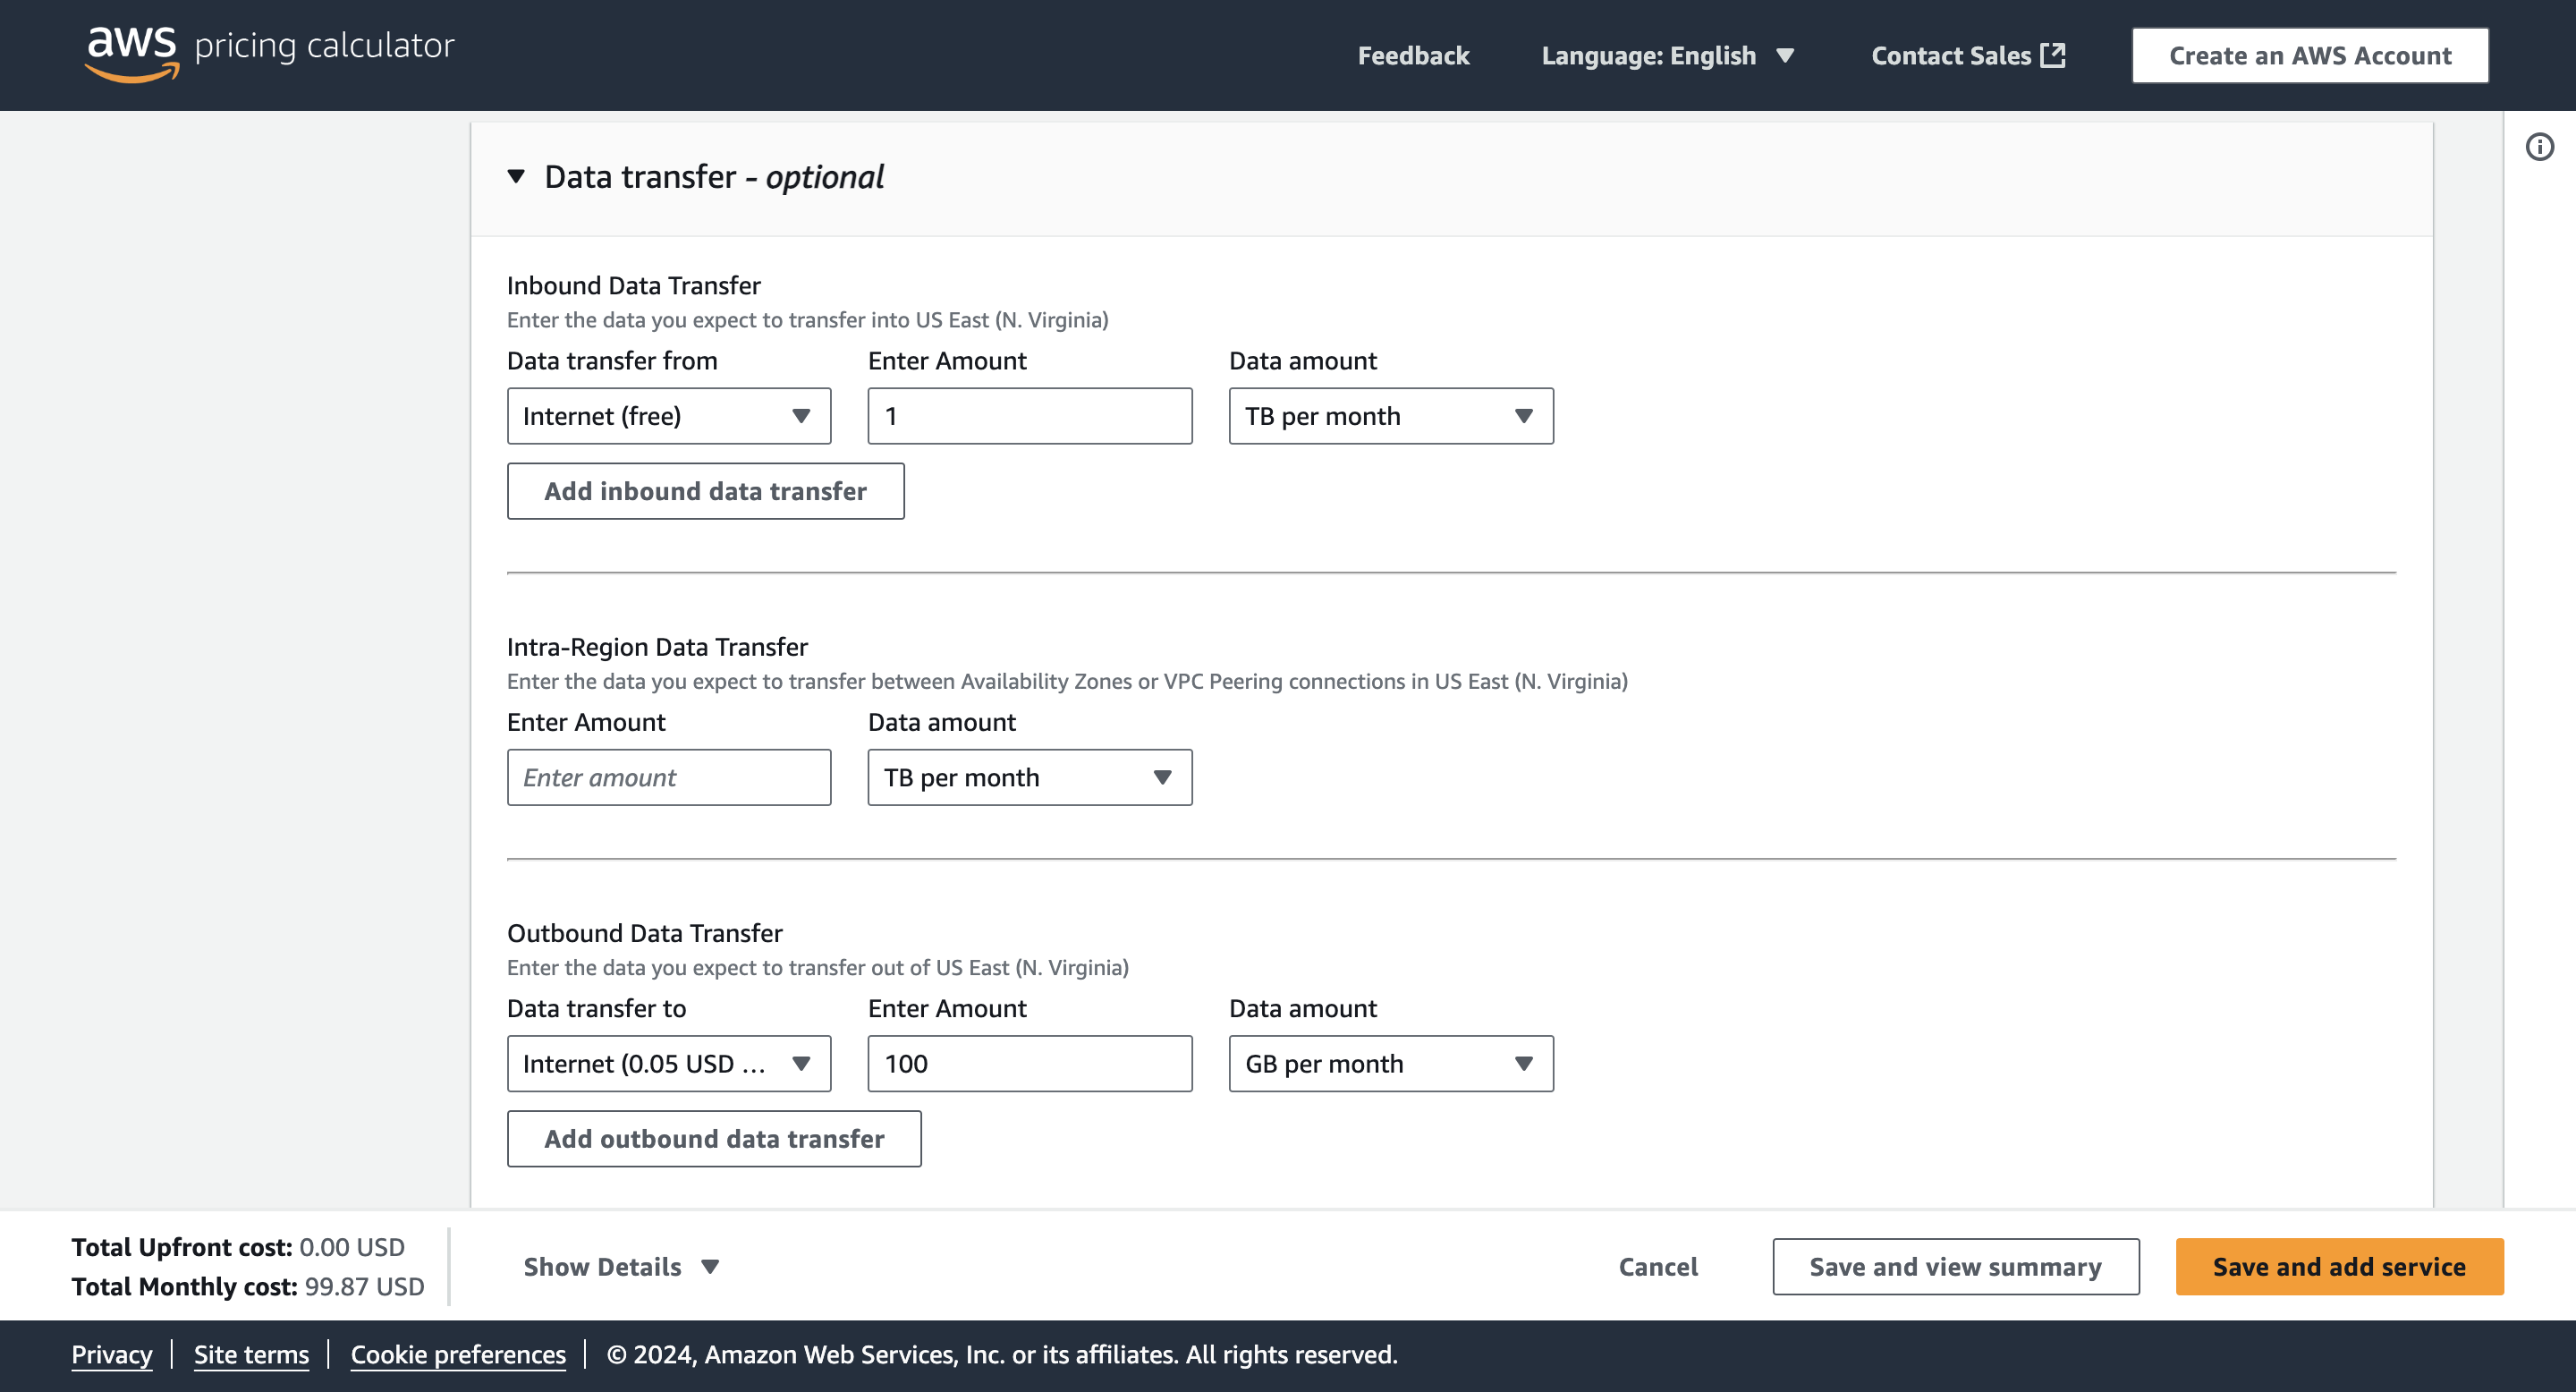 aws pricing calculator
Feedback
Language: English
Contact Sales
Create an AWS Account
Data transfer - optional
Inbound Data Transfer
Enter the data you expect to transfer into US East (N. Virginia)
Data transfer from
Enter Amount
Data amount
Internet (free)
1
TB per month
Add inbound data transfer
Intra-Region Data Transfer
Enter the data you expect to transfer between Availability Zones or VPC Peering connections in US East (N. Virginia)
Enter Amount
Data amount
Enter amount
TB per month
Outbound Data Transfer
Enter the data you expect to transfer out of US East (N. Virginia)
Data transfer to
Enter Amount
Data amount
Internet (0.05 USD ...
100
GB per month
Add outbound data transfer
Total Upfront cost: 0.00 USD
Total Monthly cost: 99.87 USD
Show Details
Cancel
Save and view summary
Save and add service
Privacy
Site terms
Cookie preferences
© 2024, Amazon Web Services, Inc. or its affiliates. All rights reserved.